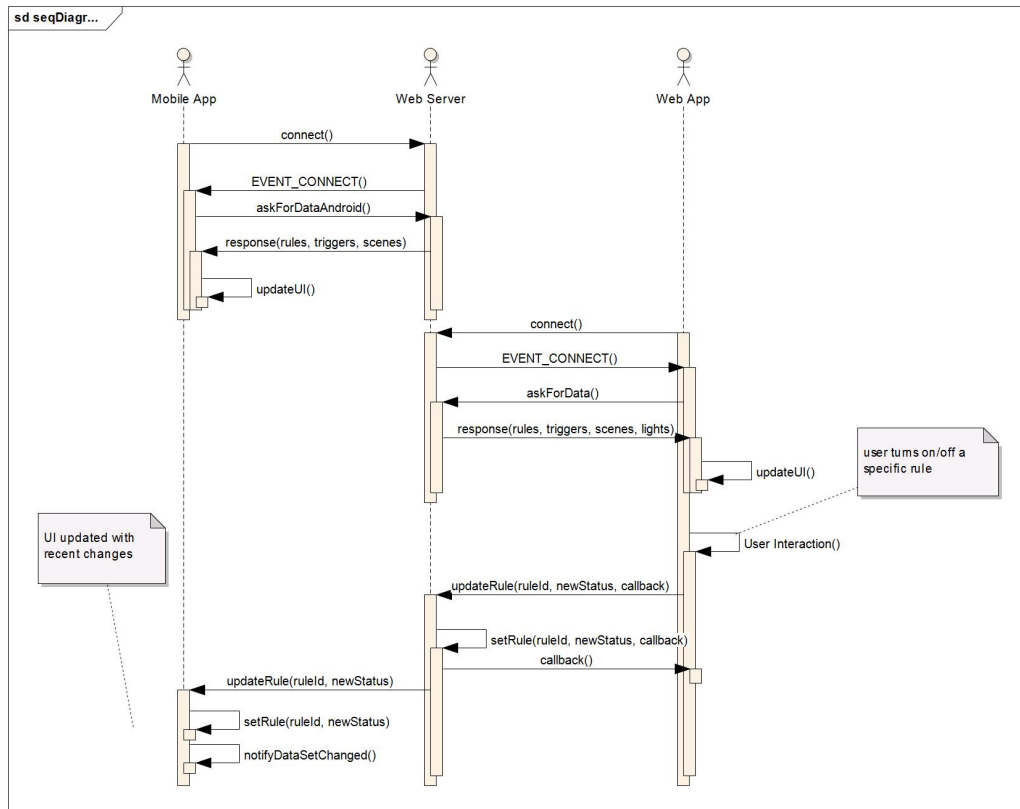 sd seqDiagr...
Mobile App
Web Server
Web App
connect()
EVENT_CONNECT()
askForDataAndroid()
response(rules, triggers, scenes)
updateUI()
connect()
EVENT_CONNECT()
askForData()
response(rules, triggers, scenes, lights)
user turns on/off a
specific rule
updateUI()
UI updated with
recent changes
User Interaction()
updateRule(ruleId, newStatus, callback)
setRule(ruleId, newStatus, callback)
callback()
updateRule(ruleId, newStatus)
setRule(ruleId, newStatus)
notifyDataSetChanged()